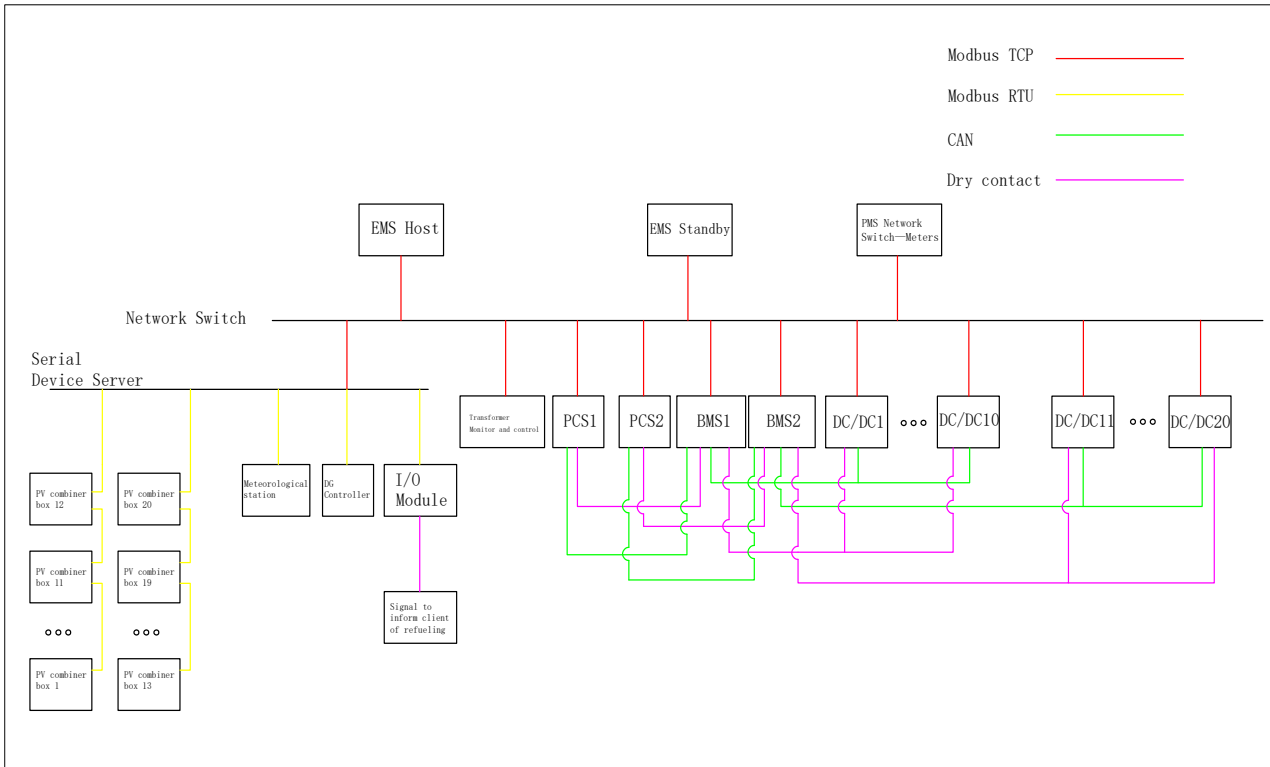 Modbus TCP
Modbus RTU
CAN
Dry contact
EMS Host
EMS Standby
PMS Network
Switch—Meters
Network Switch
Serial
Device Server
Transformer
Monitor and control
PCS1
PCS2
BMS1
BMS2
DC/DC1
DC/DC10
DC/DC11
DC/DC20
PV combiner
box 12
PV combiner
box 20
Meteorological
station
DG
Controller
I/O
Module
PV combiner
box 11
PV combiner
box 19
Signal to
inform client
of refueling
PV combiner
box 1
PV combiner
box 13